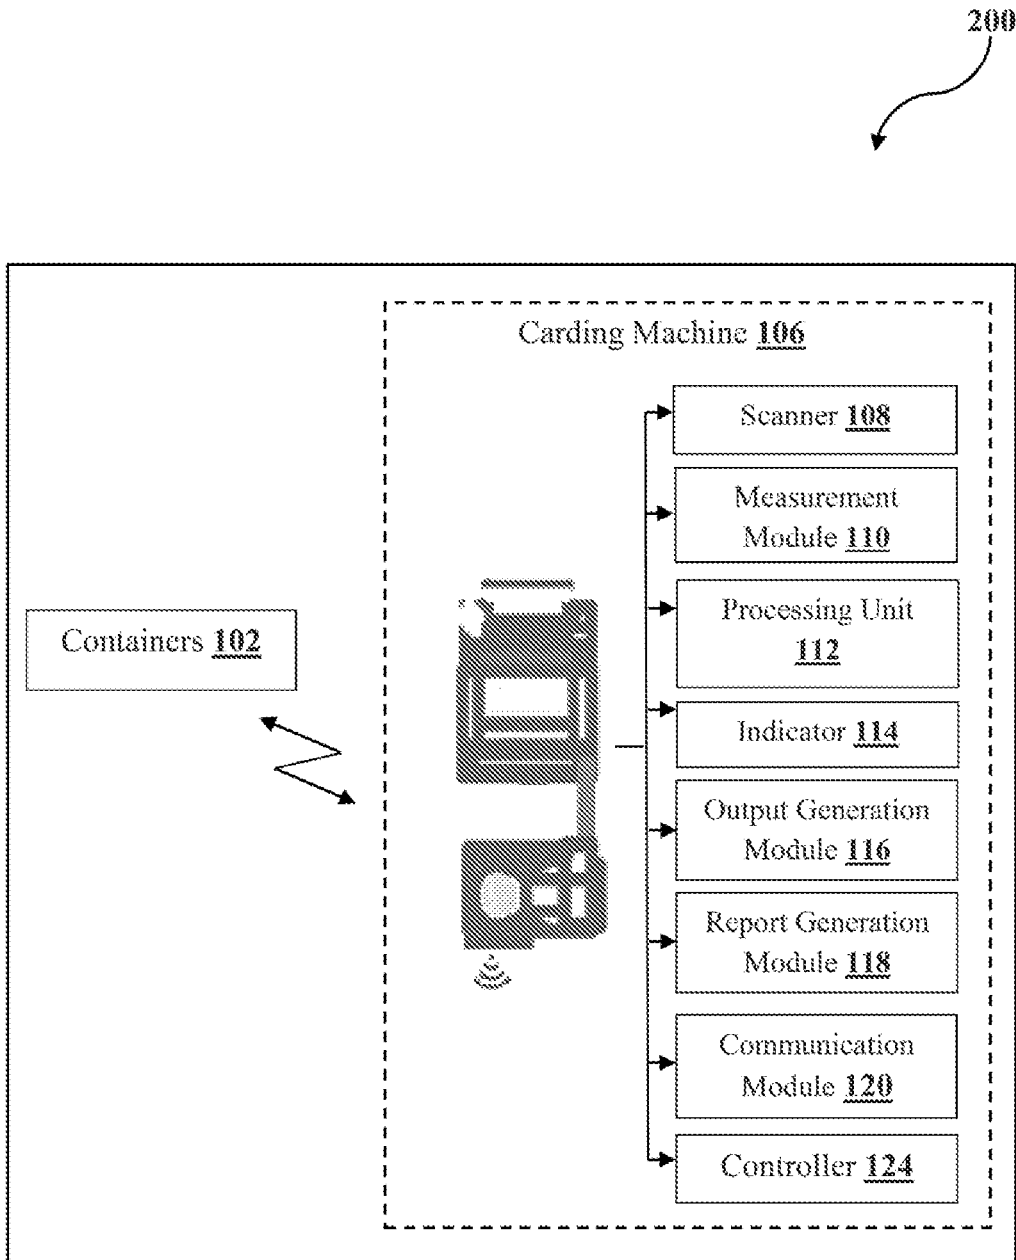 200
Carding Machine 106
Scanner 108
Measurement
Module 110
Processing Unit
112
Containers 102
Indicator 114
Output Generation
Module 116
Report Generation
Module 118
Communication
Module 120
Controller 124